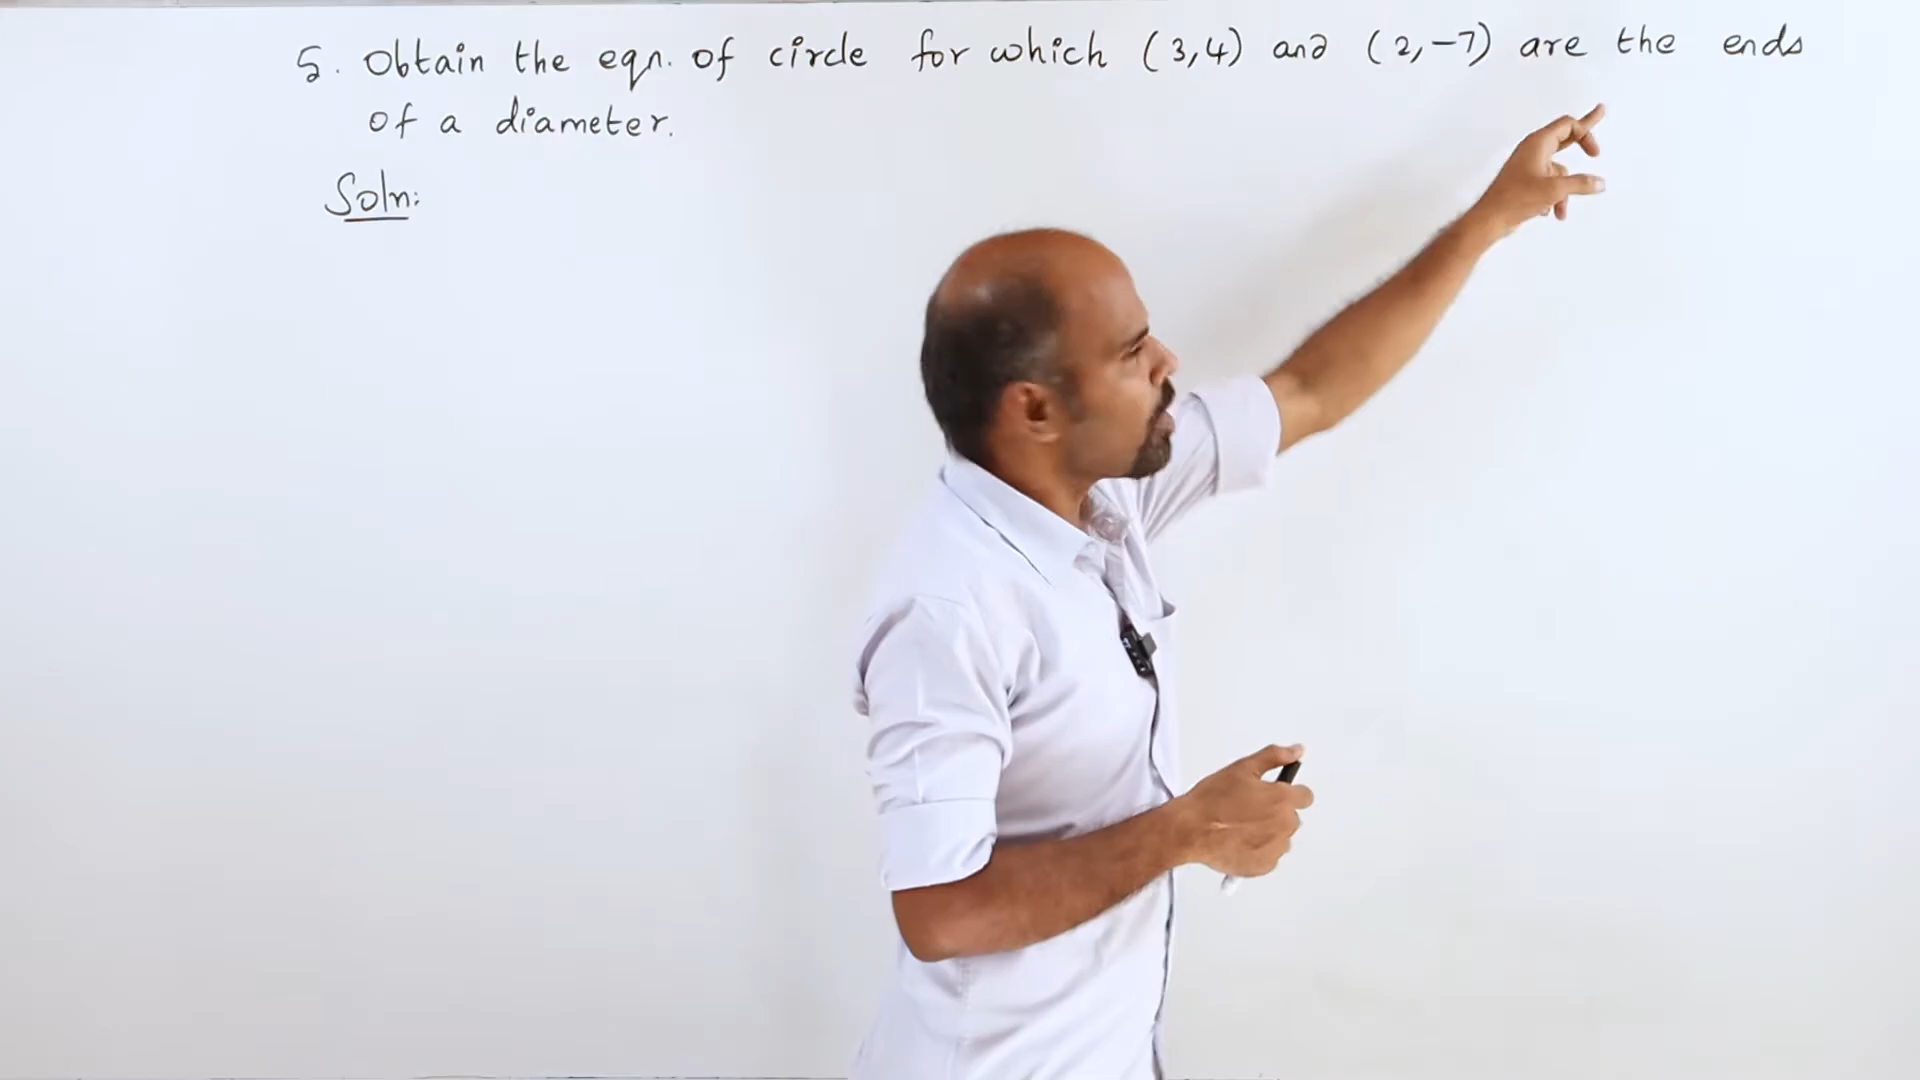 5. Obtain the eqn. of circle for which (3,4) and (2,-7) are the ends
of a diameter.
Soln: